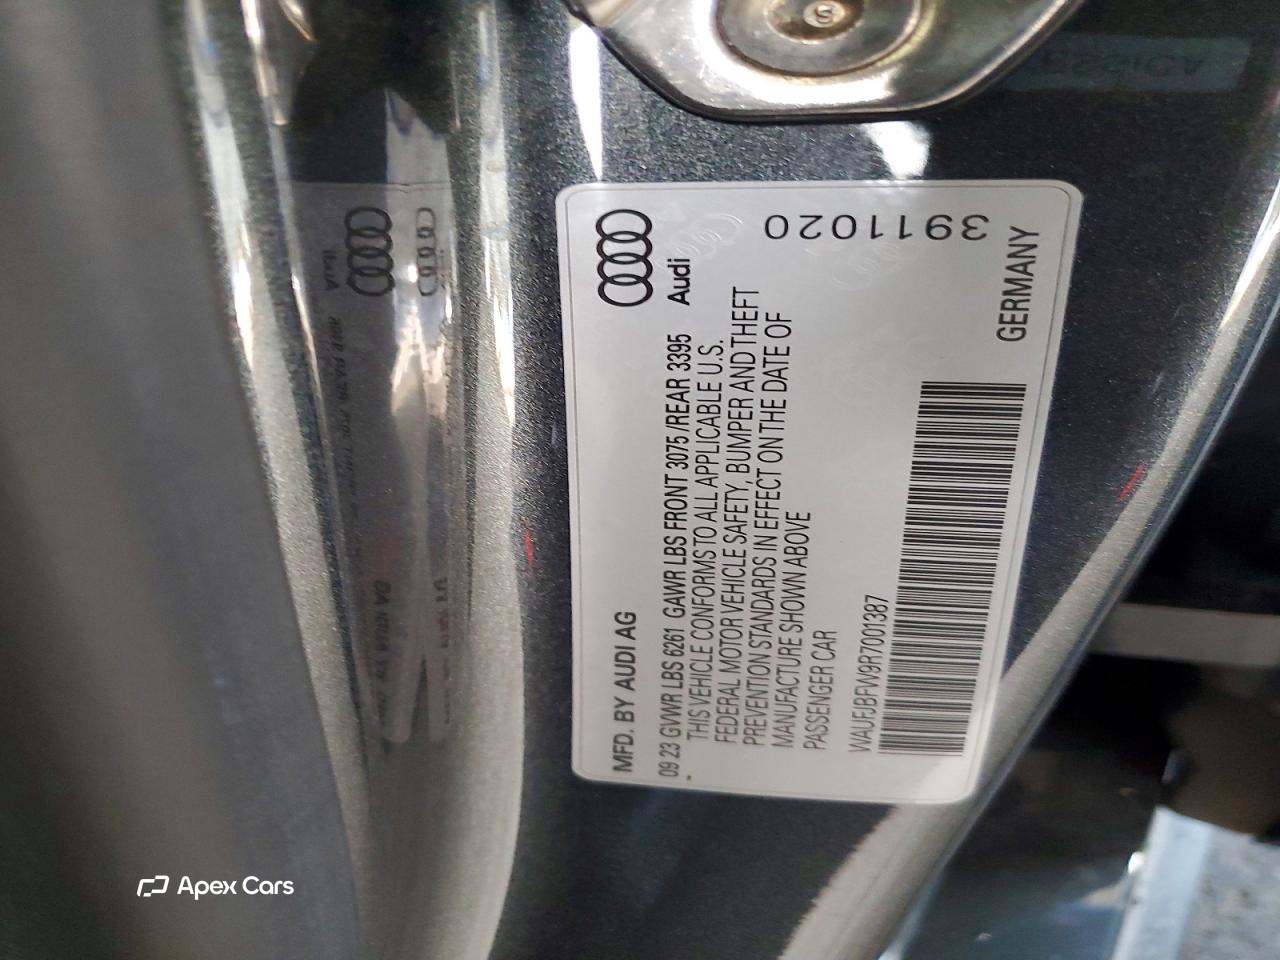 Audi
3911020
MFD. BY AUDI AG
GERMANY
09 23 GVWR LBS 6261 GAWR LBS FRONT 3075 /REAR 3395
- THIS VEHICLE CONFORMS TO ALL APPLICABLE U.S.
FEDERAL MOTOR VEHICLE SAFETY, BUMPER AND THEFT
PREVENTION STANDARDS IN EFFECT ON THE DATE OF
MANUFACTURE SHOWN ABOVE
PASSENGER CAR
WAUFJBFW9R7001387
Apex Cars